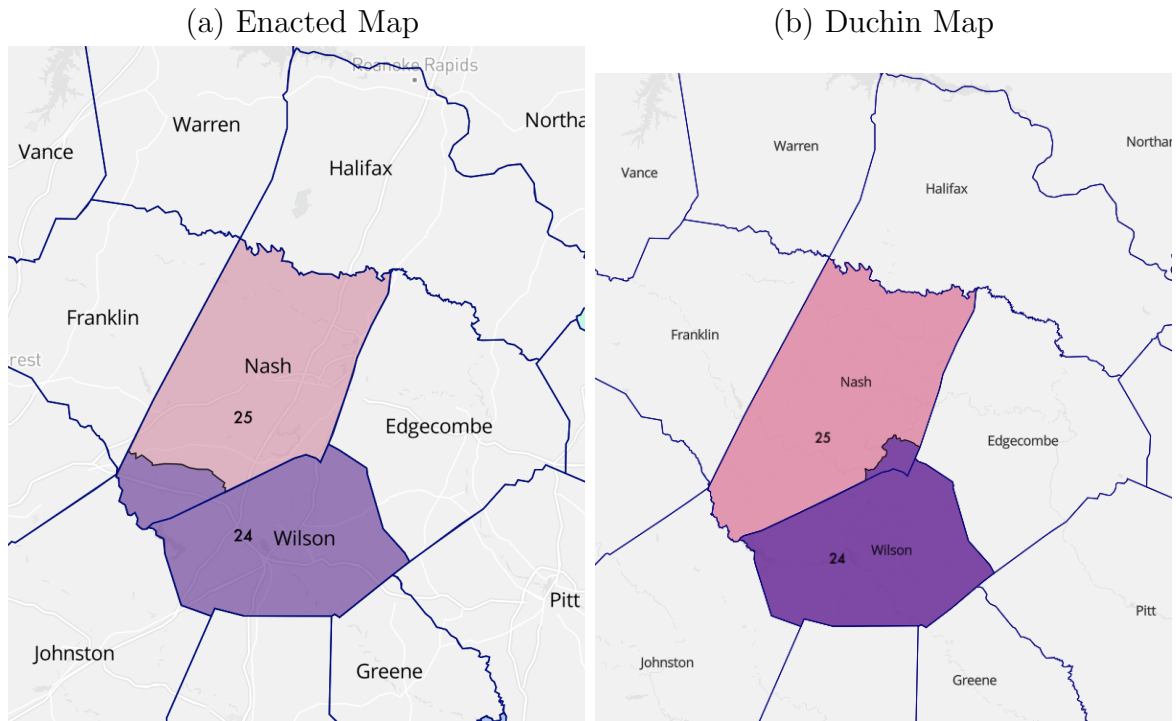 (a) Enacted Map
(b) Duchin Map
Roanoke Rapids
Warren
Northa
Vance
Halifax
Franklin
rest
Nash
25
Edgecombe
24
Wilson
Pitt
Johnston
Greene
Warren
Northan
Vance
Halifax
Franklin
Nash
25
Edgecombe
24
Wilson
Pitt
Johnston
Greene